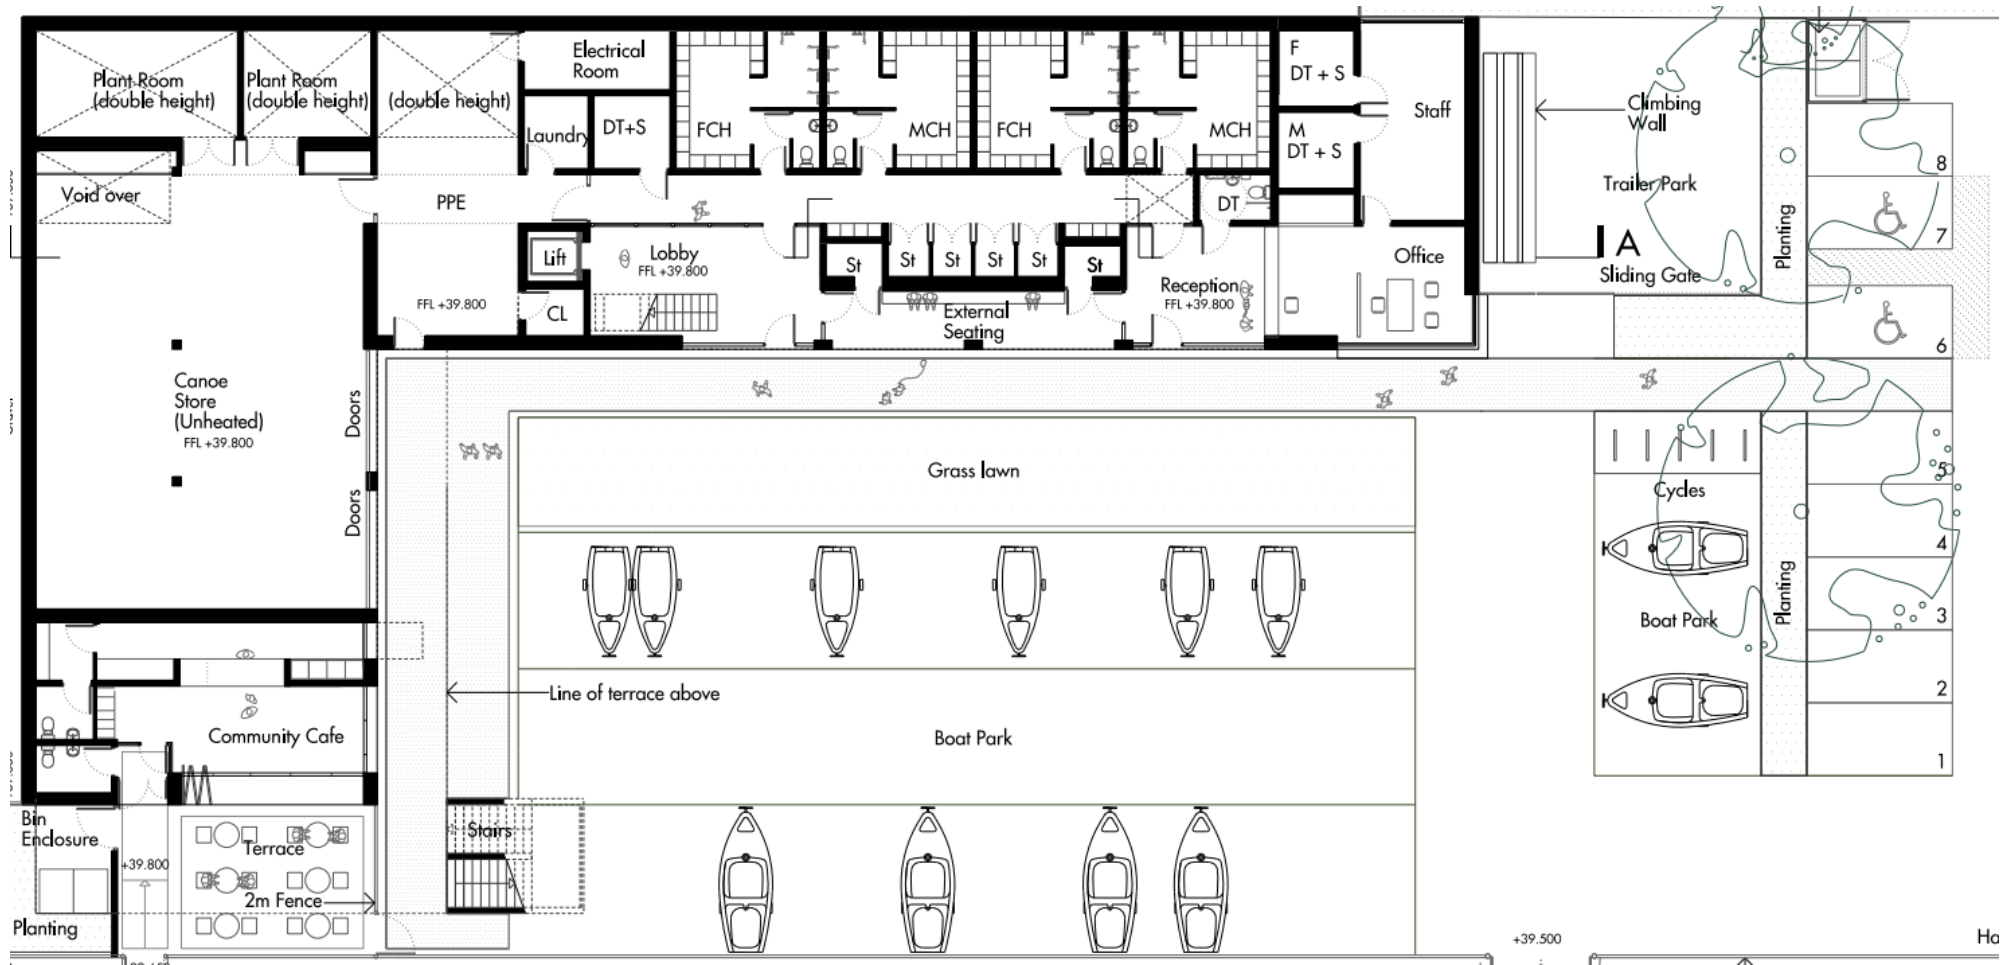 Plant Room
(double height)
Plant Room
(double height)
(double height)
Electrical
Room
Laundry
DT+S
FCH
MCH
FCH
MCH
F
DT + S
M
DT + S
Staff
Climbing
Wall
Trailer Park
A
Sliding Gate
Planting
8
7
6
Void over
PPE
Lift
CL
FFL +39.800
Lobby
FFL +39.800
St
St
St
St
St
St
External
Seating
Reception
FFL +39.800
DT
Office
Canoe
Store
(Unheated)
FFL +39.800
Doors
Doors
Grass lawn
Cycles
5
4
3
2
1
Boat Park
Planting
Line of terrace above
Boat Park
Community Cafe
Bin
Enclosure
+39.800
Terrace
2m Fence
Stairs
Planting
+39.500
Ha